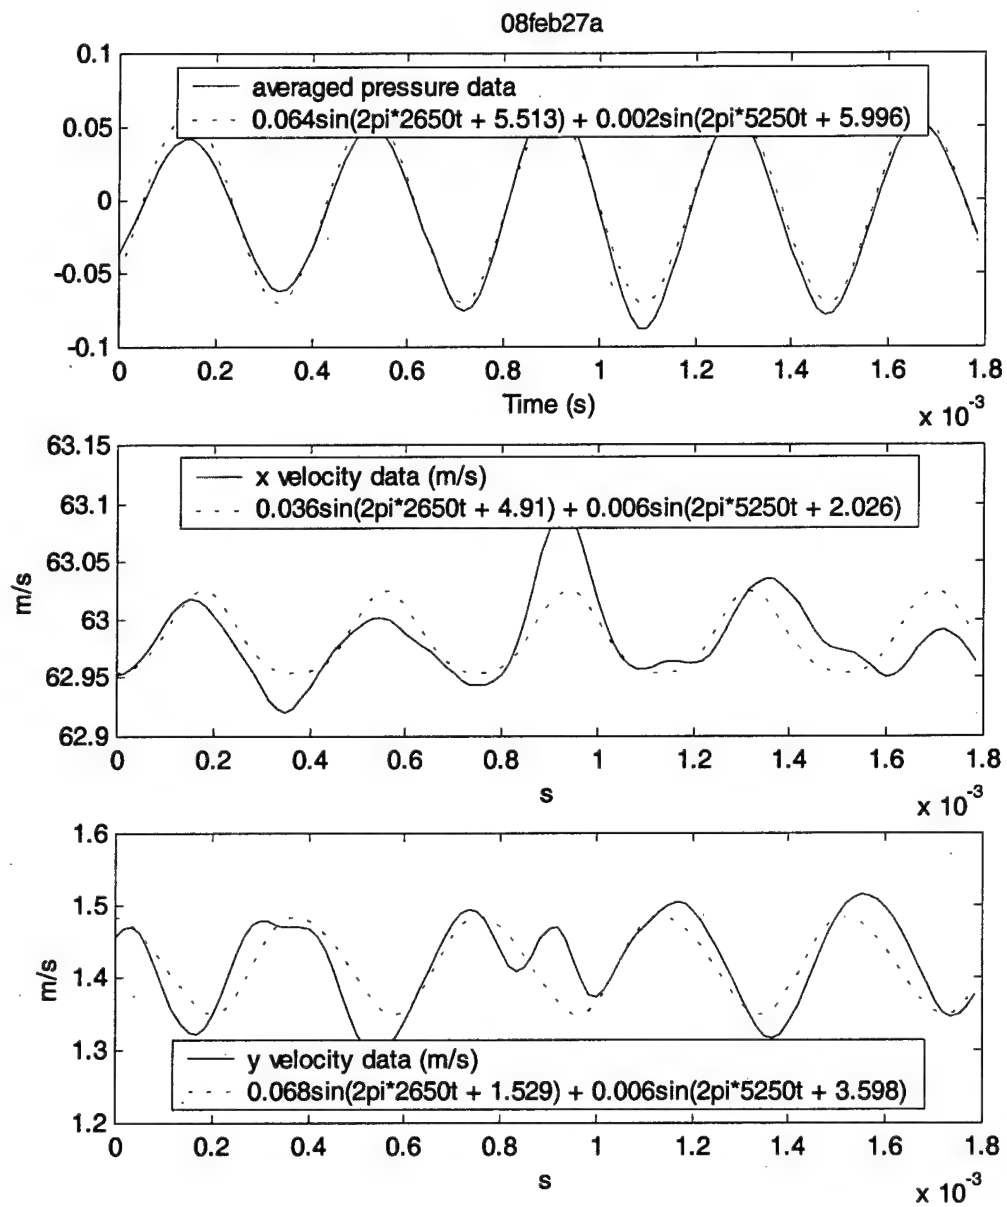 08feb27a
0.1
0.05
0
-0.05
-0.1
averaged pressure data
0.064sin(2pi*2650t + 5.513) + 0.002sin(2pi*5250t + 5.996)
0 0.2 0.4 0.6 0.8 1 1.2 1.4 1.6 1.8
Time (s)
x 10-3
63.15
63.1
63.05
63
62.95
62.9
m/s
x velocity data (m/s)
0.036sin(2pi*2650t + 4.91) + 0.006sin(2pi*5250t + 2.026)
0 0.2 0.4 0.6 0.8 1 1.2 1.4 1.6 1.8
s
x 10-3
1.6
1.5
1.4
1.3
1.2
m/s
y velocity data (m/s)
0.068sin(2pi*2650t + 1.529) + 0.006sin(2pi*5250t + 3.598)
0 0.2 0.4 0.6 0.8 1 1.2 1.4 1.6 1.8
s
x 10-3